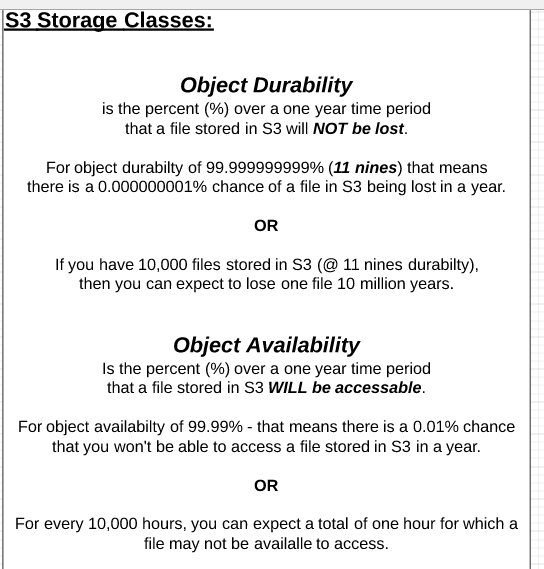 S3 Storage Classes:
Object Durability
is the percent (%) over a one year time period
that a file stored in S3 will NOT be lost.
For object durabilty of 99.999999999% (11 nines) that means
there is a 0.000000001% chance of a file in S3 being lost in a year.
OR
If you have 10,000 files stored in S3 (@ 11 nines durabilty),
then you can expect to lose one file 10 million years.
Object Availability
Is the percent (%) over a one year time period
that a file stored in S3 WILL be accessable.
For object availabilty of 99.99% - that means there is a 0.01% chance
that you won't be able to access a file stored in S3 in a year.
OR
For every 10,000 hours, you can expect a total of one hour for which a
file may not be availalle to access.